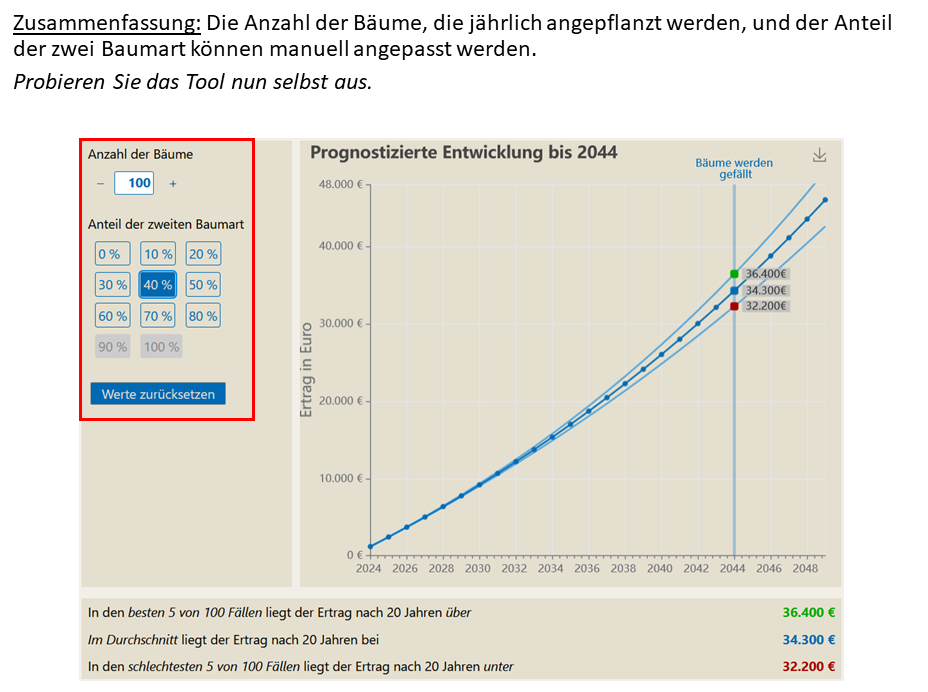 Zusammenfassung: Die Anzahl der Bäume, die jährlich angepflanzt werden, und der Anteil
der zwei Baumart können manuell angepasst werden.
Probieren Sie das Tool nun selbst aus.
Anzahl der Bäume
− 100 +
Anteil der zweiten Baumart
0 % 10 % 20 %
30 % 40 % 50 %
60 % 70 % 80 %
90 % 100 %
Werte zurücksetzen
Prognostizierte Entwicklung bis 2044
Bäume werden
gefällt
Ertrag in Euro
48.000 €
40.000 €
30.000 €
20.000 €
10.000 €
0 €
36.400€
34.300€
32.200€
2024 2026 2028 2030 2032 2034 2036 2038 2040 2042 2044 2046 2048
In den besten 5 von 100 Fällen liegt der Ertrag nach 20 Jahren über 36.400 €
Im Durchschnitt liegt der Ertrag nach 20 Jahren bei 34.300 €
In den schlechtesten 5 von 100 Fällen liegt der Ertrag nach 20 Jahren unter 32.200 €